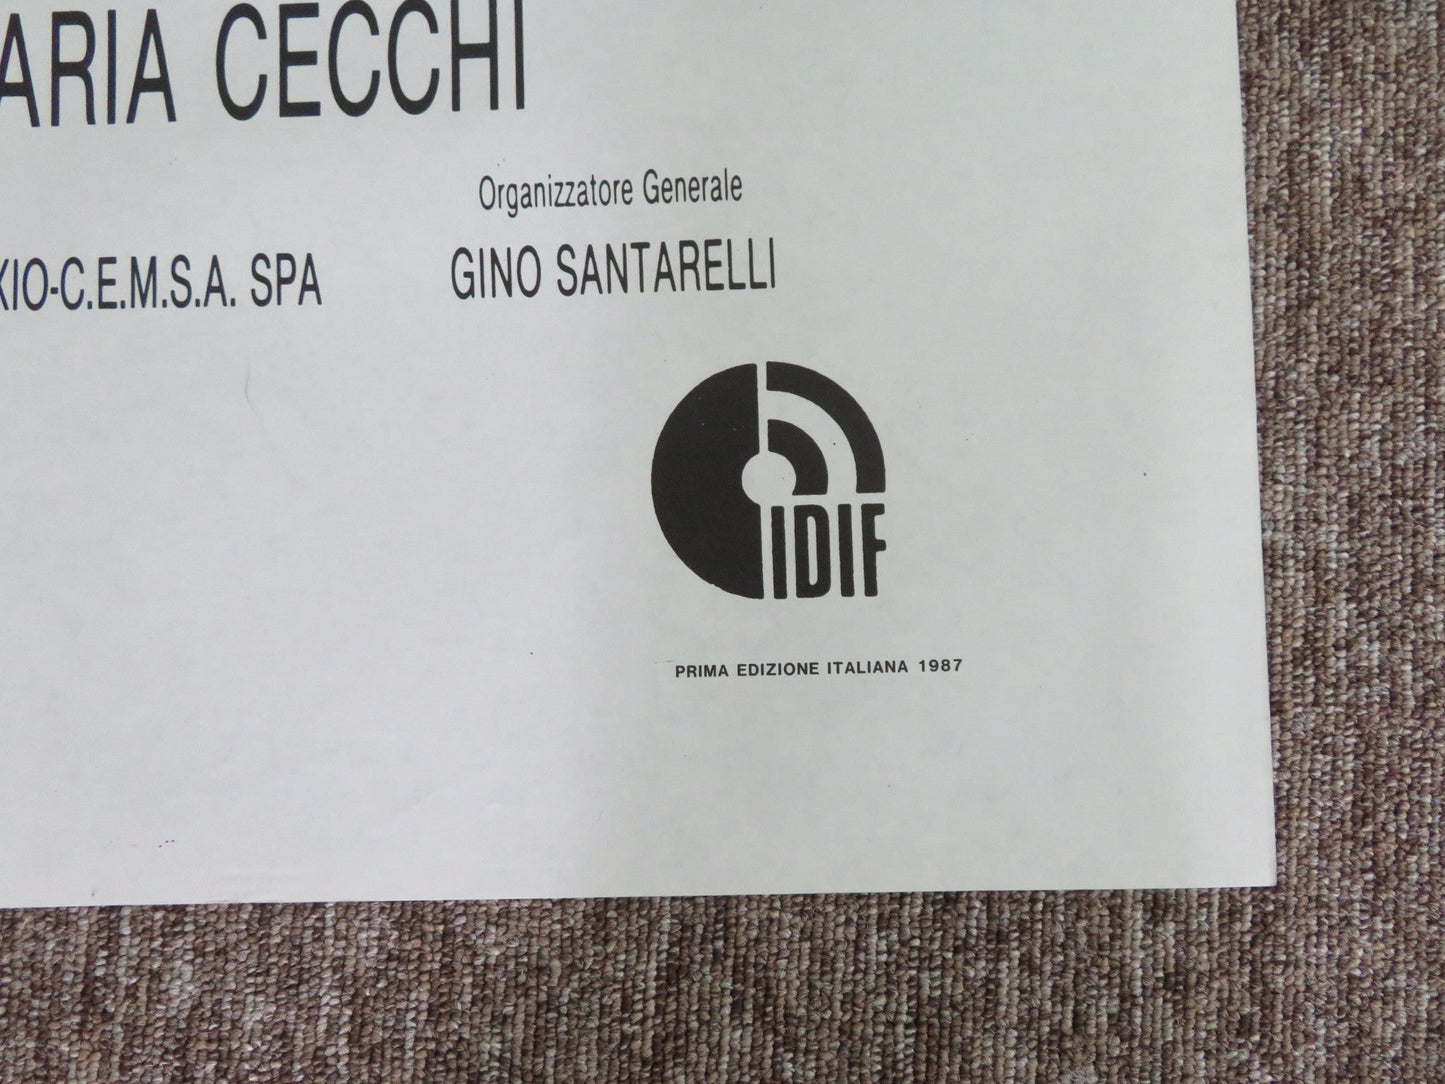 ARIA CECCHI
Organizzatore Generale
XIO-C.E.M.S.A. SPA GINO SANTARELLI
IDIF
PRIMA EDIZIONE ITALIANA 1987